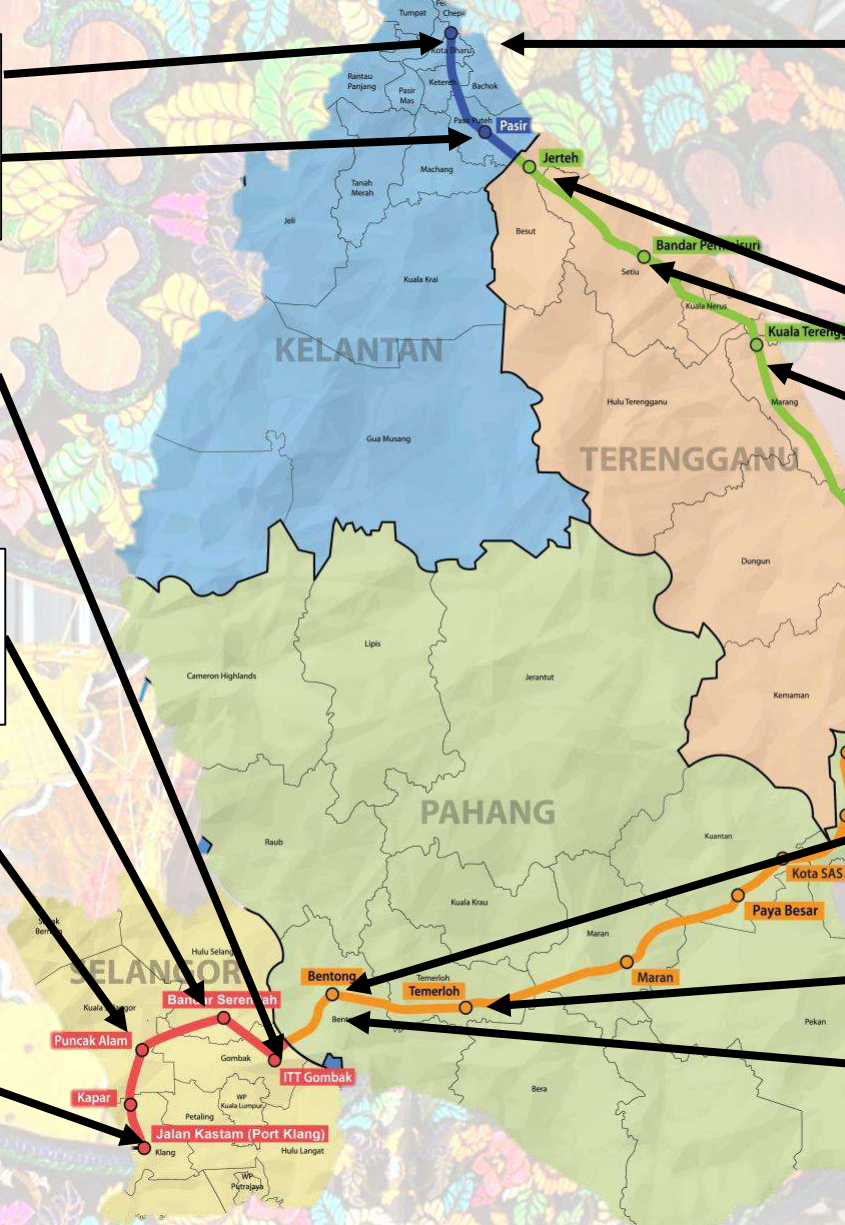 Tumpat
Kota Bharu
Rantau
Panjang
Pasir
Mas
Ketereh
Bachok
Pasir Puteh
Pasir
Jerteh
Machang
Tanah
Merah
Jeli
Besut
Bandar Permaisuri
Setiu
Kuala Krai
Kuala Nerus
KELANTAN
Kuala
Hulu Terengganu
Marang
Gua Musang
TERENGGANU
Dungun
Lipis
Cameron Highlands
Jerantut
Kemaman
PAHANG
Kuantan
Raub
Kota SAS
Kuala Krau
Paya Besar
Maran
Hulu Selangor
SELANGOR
Bentong
Temerloh
Temerloh
Maran
Bandar Serendah
Kuala Selangor
Pekan
Puncak Alam
Gombak
ITT Gombak
Bera
Kapar
WP
Kuala Lumpur
Petaling
Jalan Kastam (Port Klang)
Klang
Hulu Langat
WP
Putrajaya